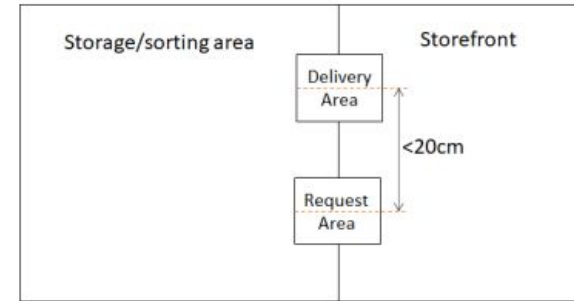 Storage/sorting area
Storefront
Delivery
Area
<20cm
Request
Area